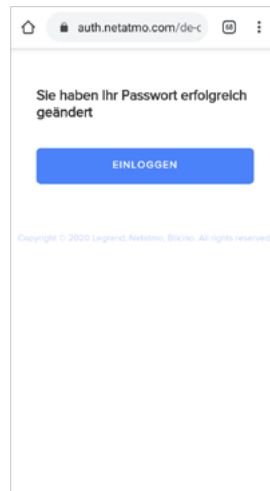 auth.netatmo.com/de-c
68
Sie haben Ihr Passwort erfolgreich
geändert
EINLOGGEN
Copyright © 2020 Legrand, Netatmo, Bticino. All rights reserved